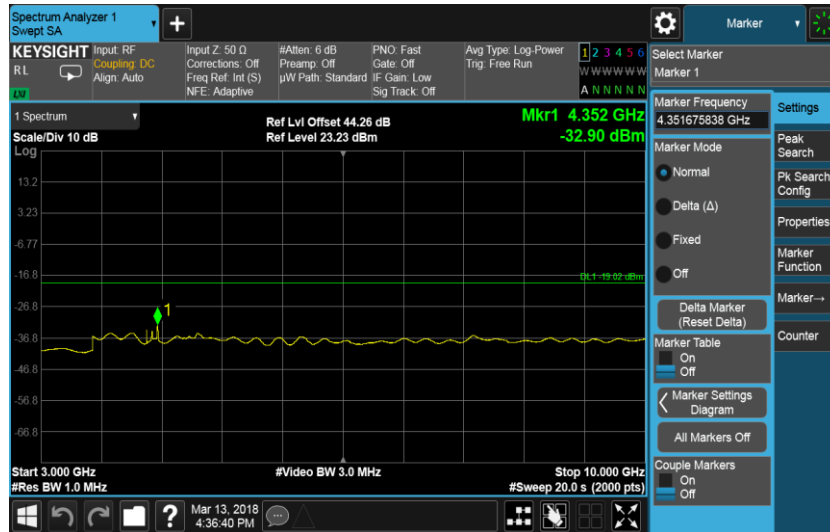 Spectrum Analyzer 1
Swept SA
+
Marker
KEYSIGHT
RL
LXI
Input: RF
Coupling: DC
Align: Auto
Input Z: 50 Ω
Corrections: Off
Freq Ref: Int (S)
NFE: Adaptive
#Atten: 6 dB
Preamp: Off
µW Path: Standard
PNO: Fast
Gate: Off
IF Gain: Low
Sig Track: Off
Avg Type: Log-Power
Trig: Free Run
1 2 3 4 5 6
W W W W W W
A N N N N N
Select Marker
Marker 1
1 Spectrum
Scale/Div 10 dB
Log
Ref Lvl Offset 44.26 dB
Ref Level 23.23 dBm
Mkr1 4.352 GHz
-32.90 dBm
13.2
3.23
-6.77
-16.8
-26.8
-36.8
-46.8
-56.8
-66.8
DL1 -19.02 dBm
1
Start 3.000 GHz
#Res BW 1.0 MHz
#Video BW 3.0 MHz
Stop 10.000 GHz
#Sweep 20.0 s (2000 pts)
Marker Frequency
4.351675838 GHz
Marker Mode
Normal
Delta (Δ)
Fixed
Off
Delta Marker
(Reset Delta)
Marker Table
On
Off
Marker Settings
Diagram
All Markers Off
Couple Markers
On
Off
Settings
Peak
Search
Pk Search
Config
Properties
Marker
Function
Marker→
Counter
?
Mar 13, 2018
4:36:40 PM